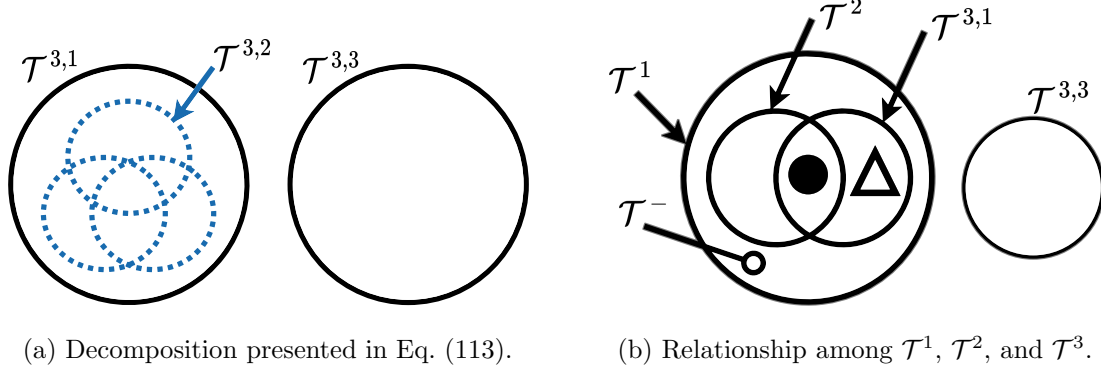 𝒯^{3,1}
𝒯^{3,2}
𝒯^{3,3}
(a) Decomposition presented in Eq. (113).
𝒯^2
𝒯^{3,1}
𝒯^1
𝒯^{3,3}
𝒯^−
(b) Relationship among 𝒯^1, 𝒯^2, and 𝒯^3.